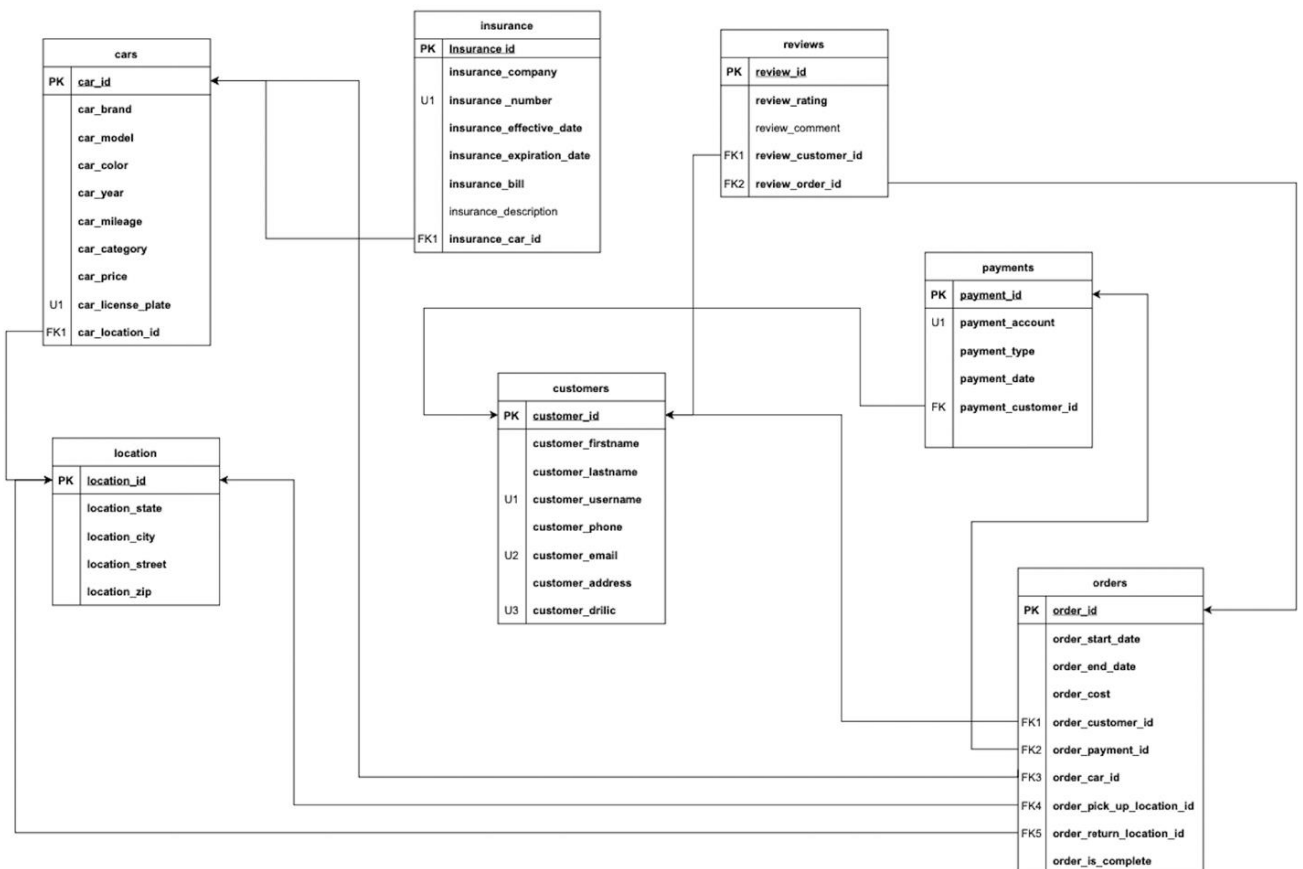 cars
PK car_id
car_brand
car_model
car_color
car_year
car_mileage
car_category
car_price
U1 car_license_plate
FK1 car_location_id
insurance
PK Insurance id
insurance_company
U1 insurance _number
insurance_effective_date
insurance_expiration_date
insurance_bill
insurance_description
FK1 insurance_car_id
reviews
PK review_id
review_rating
review_comment
FK1 review_customer_id
FK2 review_order_id
payments
PK payment_id
U1 payment_account
payment_type
payment_date
FK payment_customer_id
customers
PK customer_id
customer_firstname
customer_lastname
U1 customer_username
customer_phone
U2 customer_email
customer_address
U3 customer_drilic
location
PK location_id
location_state
location_city
location_street
location_zip
orders
PK order_id
order_start_date
order_end_date
order_cost
FK1 order_customer_id
FK2 order_payment_id
FK3 order_car_id
FK4 order_pick_up_location_id
FK5 order_return_location_id
order_is_complete